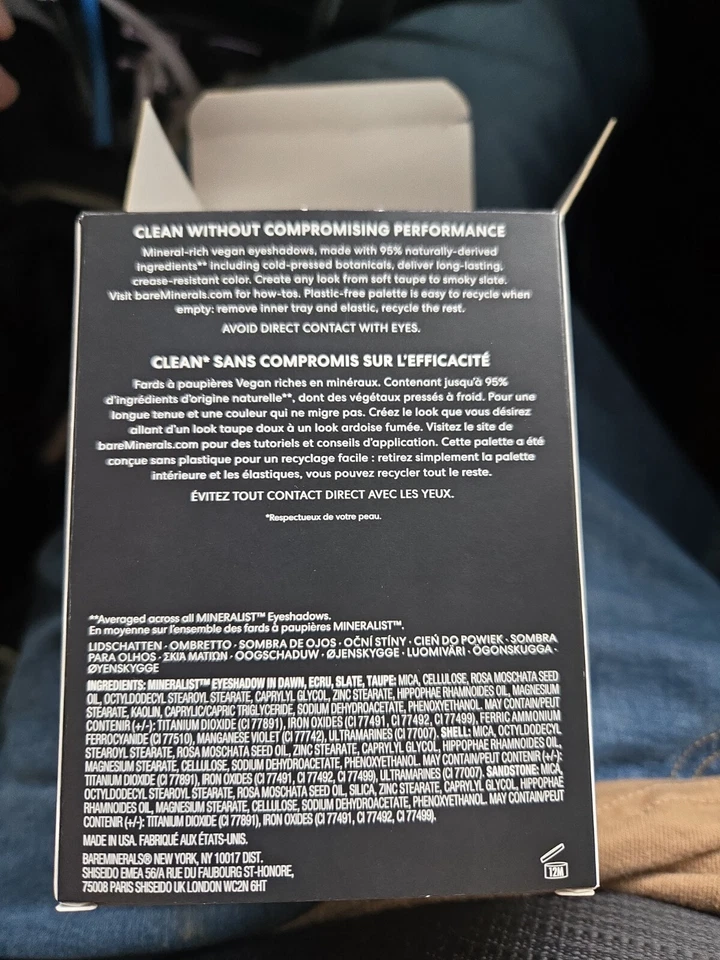 CLEAN WITHOUT COMPROMISING PERFORMANCE
Mineral-rich vegan eyeshadows, made with 95% naturally-derived
ingredients** including cold-pressed botanicals, deliver long-lasting,
crease-resistant color. Create any look from soft taupe to smoky slate.
Visit bareMinerals.com for how-tos. Plastic-free palette is easy to recycle when
empty: remove inner tray and elastic, recycle the rest.
AVOID DIRECT CONTACT WITH EYES.
CLEAN* SANS COMPROMIS SUR L'EFFICACITÉ
Fards à paupières Vegan riches en minéraux. Contenant jusqu'à 95%
d'ingrédients d'origine naturelle**, dont des végétaux pressés à froid. Pour une
longue tenue et une couleur qui ne migre pas. Créez le look que vous désirez
allant d'un look taupe doux à un look ardoise fumée. Visitez le site de
bareMinerals.com pour des tutoriels et conseils d'application. Cette palette a été
conçue sans plastique pour un recyclage facile : retirez simplement la palette
intérieure et les élastiques, vous pouvez recycler tout le reste.
ÉVITEZ TOUT CONTACT DIRECT AVEC LES YEUX.
*Respectueux de votre peau.
**Averaged across all MINERALIST™ Eyeshadows.
En moyenne sur l'ensemble des fards à paupières MINERALIST™.
LIDSCHATTEN · OMBRETTO · SOMBRA DE OJOS · OČNÍ STÍNY · CIEŃ DO POWIEK · SOMBRA
PARA OLHOS · ΣΚΙΆ ΜΑΤΙΏΝ · OOGSCHADUW · ØJENSKYGGE · LUOMIVÄRI · ÖGONSKUGGA ·
ØYENSKYGGE
INGREDIENTS: MINERALIST™ EYESHADOW IN DAWN, ECRU, SLATE, TAUPE: MICA, CELLULOSE, ROSA MOSCHATA SEED
OIL, OCTYLDODECYL STEAROYL STEARATE, CAPRYLYL GLYCOL, ZINC STEARATE, HIPPOPHAE RHAMNOIDES OIL, MAGNESIUM
STEARATE, KAOLIN, CAPRYLIC/CAPRIC TRIGLYCERIDE, SODIUM DEHYDROACETATE, PHENOXYETHANOL. MAY CONTAIN/PEUT
CONTENIR (+/-): TITANIUM DIOXIDE (CI 77891), IRON OXIDES (CI 77491, CI 77492, CI 77499), FERRIC AMMONIUM
FERROCYANIDE (CI 77510), MANGANESE VIOLET (CI 77742), ULTRAMARINES (CI 77007). SHELL: MICA, OCTYLDODECYL
STEAROYL STEARATE, ROSA MOSCHATA SEED OIL, ZINC STEARATE, CAPRYLYL GLYCOL, HIPPOPHAE RHAMNOIDES OIL,
MAGNESIUM STEARATE, CELLULOSE, SODIUM DEHYDROACETATE, PHENOXYETHANOL. MAY CONTAIN/PEUT CONTENIR (+/-):
TITANIUM DIOXIDE (CI 77891), IRON OXIDES (CI 77491, CI 77492, CI 77499), ULTRAMARINES (CI 77007). SANDSTONE: MICA,
OCTYLDODECYL STEAROYL STEARATE, ROSA MOSCHATA SEED OIL, SILICA, ZINC STEARATE, CAPRYLYL GLYCOL, HIPPOPHAE
RHAMNOIDES OIL, MAGNESIUM STEARATE, CELLULOSE, SODIUM DEHYDROACETATE, PHENOXYETHANOL. MAY CONTAIN/PEUT
CONTENIR (+/-): TITANIUM DIOXIDE (CI 77891), IRON OXIDES (CI 77491, CI 77492, CI 77499).
MADE IN USA. FABRIQUÉ AUX ÉTATS-UNIS.
BAREMINERALS® NEW YORK, NY 10017 DIST.
SHISEIDO EMEA 56/A RUE DU FAUBOURG ST-HONORE,
75008 PARIS SHISEIDO UK LONDON WC2N 6HT
12M